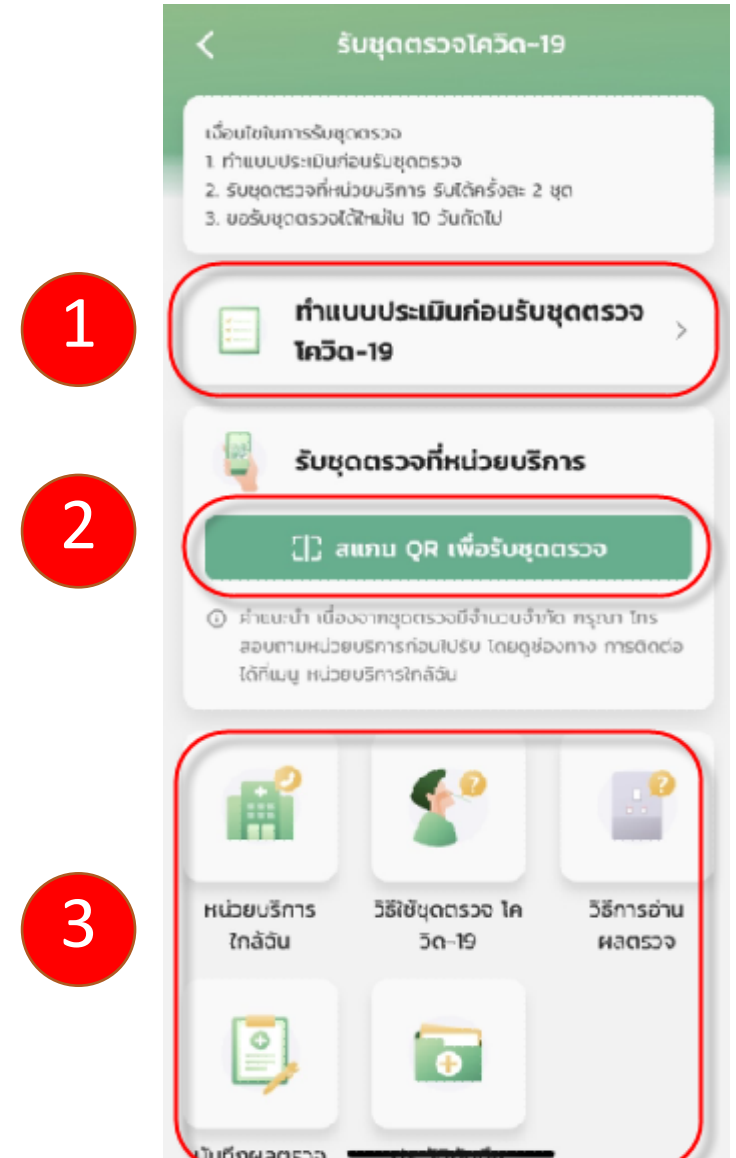 รับชุดตรวจโควิด-19
เงื่อนไขในการรับชุดตรวจ
1. ทำแบบประเมินก่อนรับชุดตรวจ
2. รับชุดตรวจที่หน่วยบริการ รับได้ครั้งละ 2 ชุด
3. ขอรับชุดตรวจได้ใหม่ใน 10 วันถัดไป
1
ทำแบบประเมินก่อนรับชุดตรวจ
โควิด-19
รับชุดตรวจที่หน่วยบริการ
2
สแกน QR เพื่อรับชุดตรวจ
คำแนะนำ เนื่องจากชุดตรวจมีจำนวนจำกัด กรุณา โทร
สอบถามหน่วยบริการก่อนไปรับ โดยดูช่องทาง การติดต่อ
ได้ที่เมนู หน่วยบริการใกล้ฉัน
3
หน่วยบริการ
ใกล้ฉัน
วิธีใช้ชุดตรวจ โค
วิด-19
วิธีการอ่าน
ผลตรวจ
บันทึกผลตรวจ